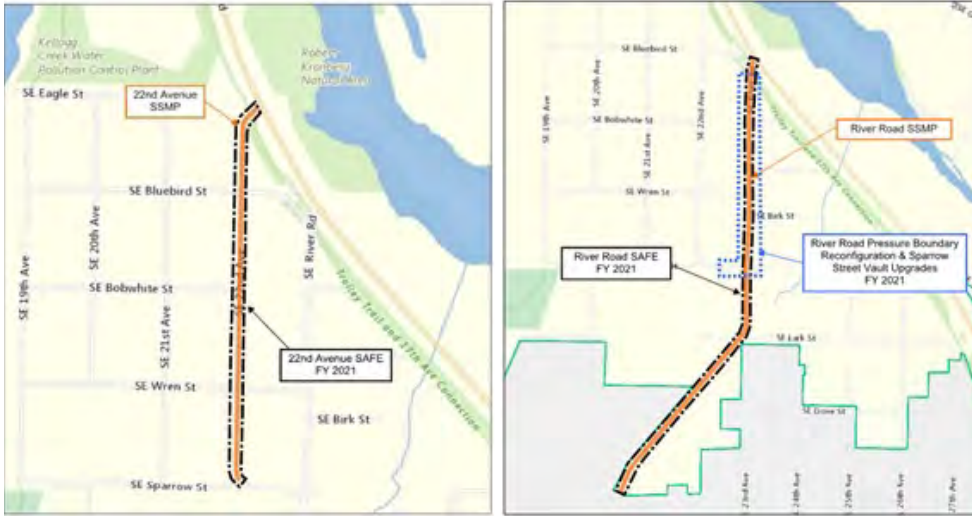 Kellogg
Creek Water
Pollution Control Plant
SE Eagle St
22nd Avenue
SSMP
Robert
Kronberg
SE Bluebird St
SE 19th Ave
SE 20th Ave
SE River Rd
SE Bobwhite St
SE 21st Ave
Trolley Trail and 17th Ave Connection
22nd Avenue SAFE
FY 2021
SE Wren St
SE Birk St
SE Sparrow St
SE Bluebird St
SE 19th Ave
SE 20th Ave
SE 22nd Ave
SE Bobwhite St
SE 21st Ave
River Road SSMP
SE Wren St
SE Birk St
River Road SAFE
FY 2021
River Road Pressure Boundary
Reconfiguration & Sparrow
Street Vault Upgrades
FY 2021
SE Lark St
SE Dove St
23rd Ave
24th Ave
25th Ave
26th Ave
27th Ave